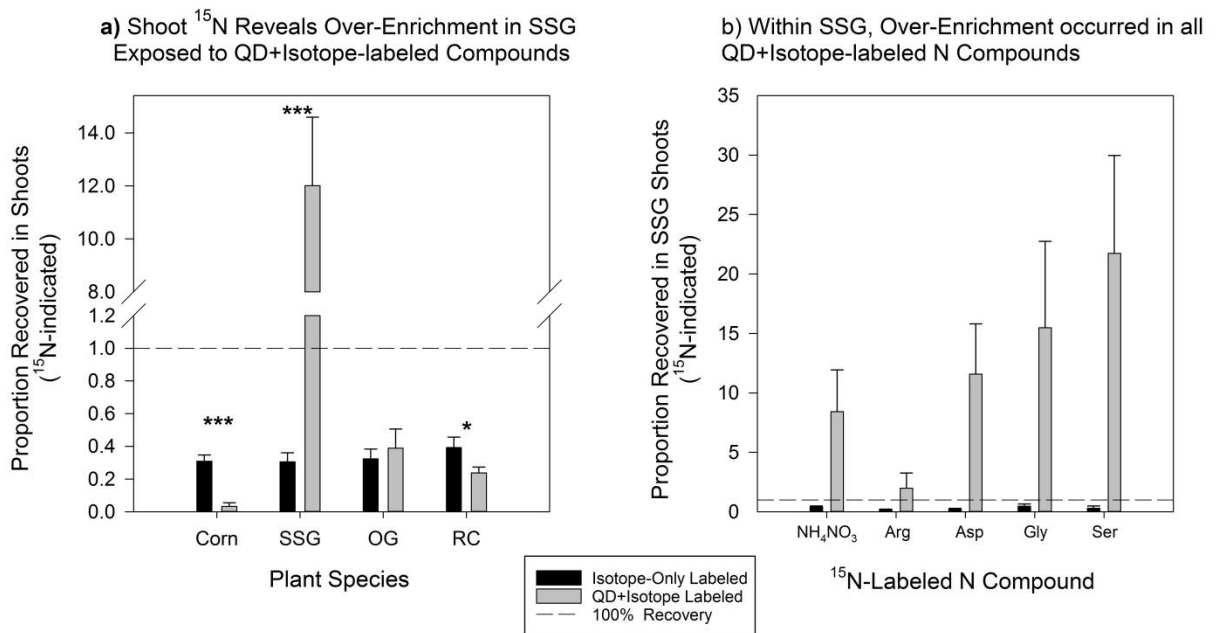 a) Shoot ¹⁵N Reveals Over-Enrichment in SSG
Exposed to QD+Isotope-labeled Compounds
Proportion Recovered in Shoots
(¹⁵N-indicated)
14.0
12.0
10.0
8.0
1.2
1.0
0.8
0.6
0.4
0.2
0.0
***
***
*
Corn SSG OG RC
Plant Species
b) Within SSG, Over-Enrichment occurred in all
QD+Isotope-labeled N Compounds
Proportion Recovered in SSG Shoots
(¹⁵N-indicated)
35
30
25
20
15
10
5
0
NH₄NO₃ Arg Asp Gly Ser
¹⁵N-Labeled N Compound
Isotope-Only Labeled
QD+Isotope Labeled
100% Recovery